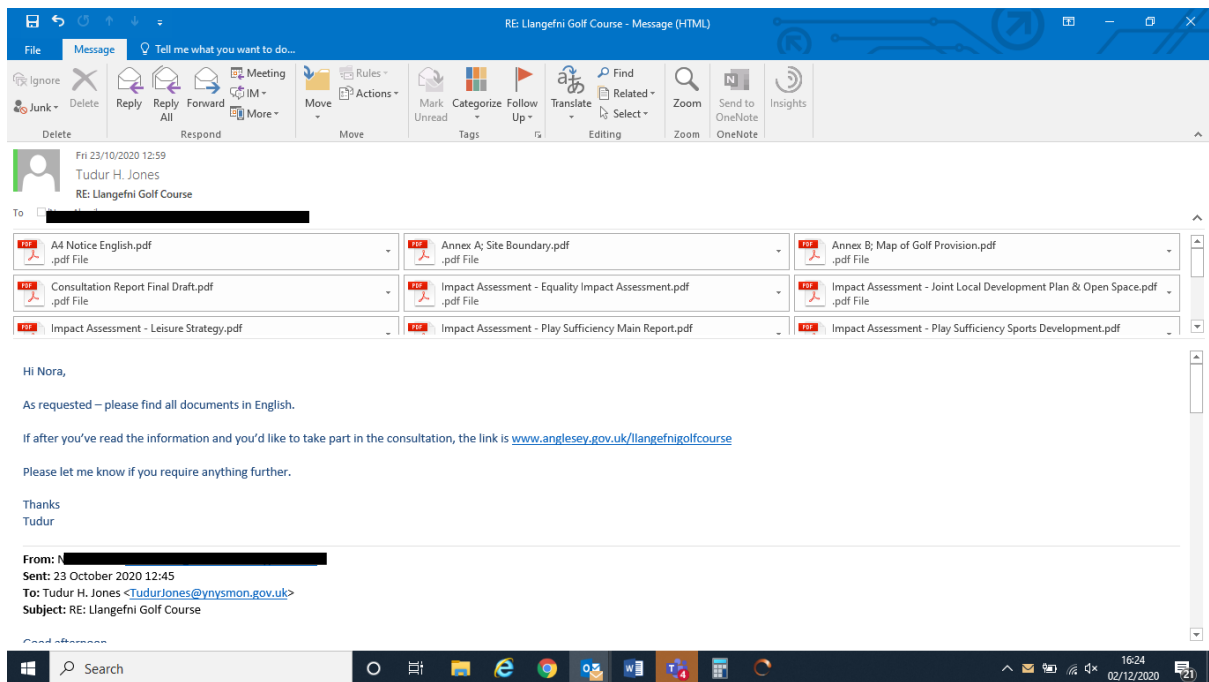 RE: Llangefni Golf Course - Message (HTML)
File Message Tell me what you want to do...
Ignore
Junk
Delete
Reply
Reply All
Forward
Meeting
IM
More
Move
Rules
Actions
Mark Unread
Categorize
Follow Up
Translate
Find
Related
Select
Zoom
Send to OneNote
Insights
Delete Respond Move Tags Editing Zoom OneNote
Fri 23/10/2020 12:59
Tudur H. Jones
RE: Llangefni Golf Course
To
A4 Notice English.pdf
.pdf File
Annex A; Site Boundary.pdf
.pdf File
Annex B; Map of Golf Provision.pdf
.pdf File
Consultation Report Final Draft.pdf
.pdf File
Impact Assessment - Equality Impact Assessment.pdf
.pdf File
Impact Assessment - Joint Local Development Plan & Open Space.pdf
.pdf File
Impact Assessment - Leisure Strategy.pdf
Impact Assessment - Play Sufficiency Main Report.pdf
Impact Assessment - Play Sufficiency Sports Development.pdf
Hi Nora,
As requested – please find all documents in English.
If after you've read the information and you'd like to take part in the consultation, the link is www.anglesey.gov.uk/llangefnigolfcourse
Please let me know if you require anything further.
Thanks
Tudur
From: N
Sent: 23 October 2020 12:45
To: Tudur H. Jones <TudurJones@ynysmon.gov.uk>
Subject: RE: Llangefni Golf Course
Good afternoon
Search
16:24
02/12/2020
4
21